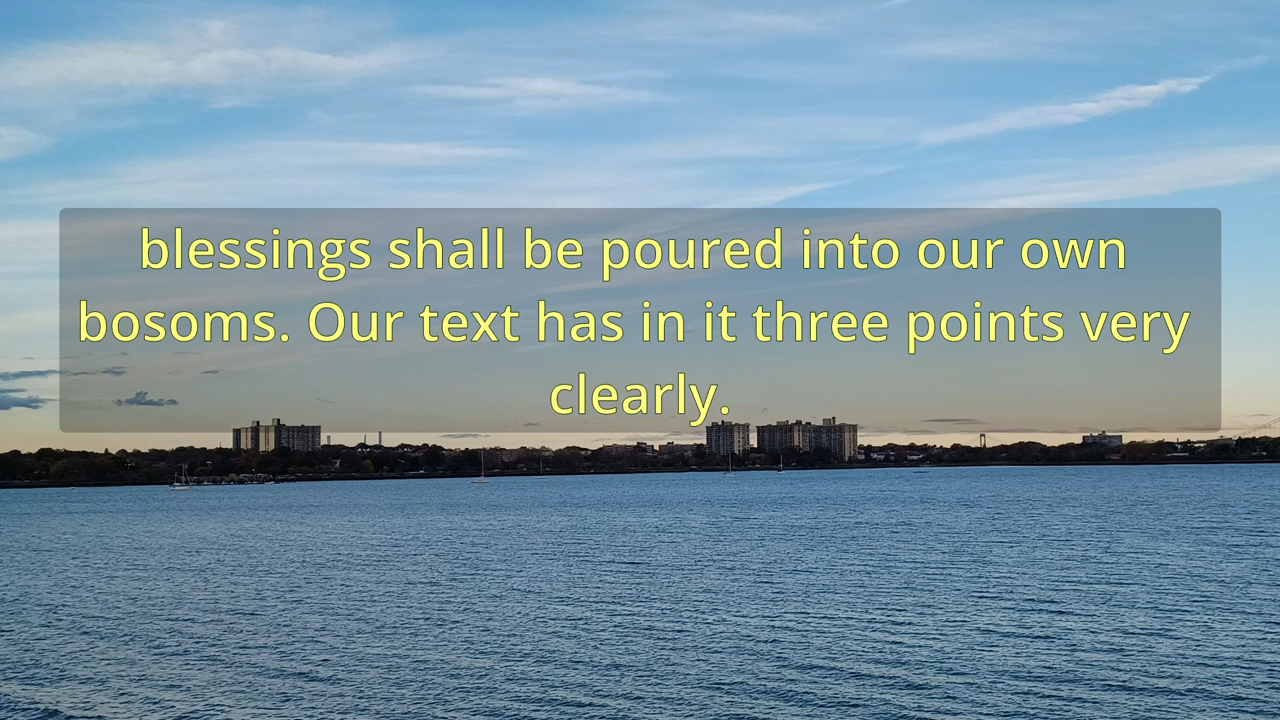 blessings shall be poured into our own
bosoms. Our text has in it three points very
clearly.